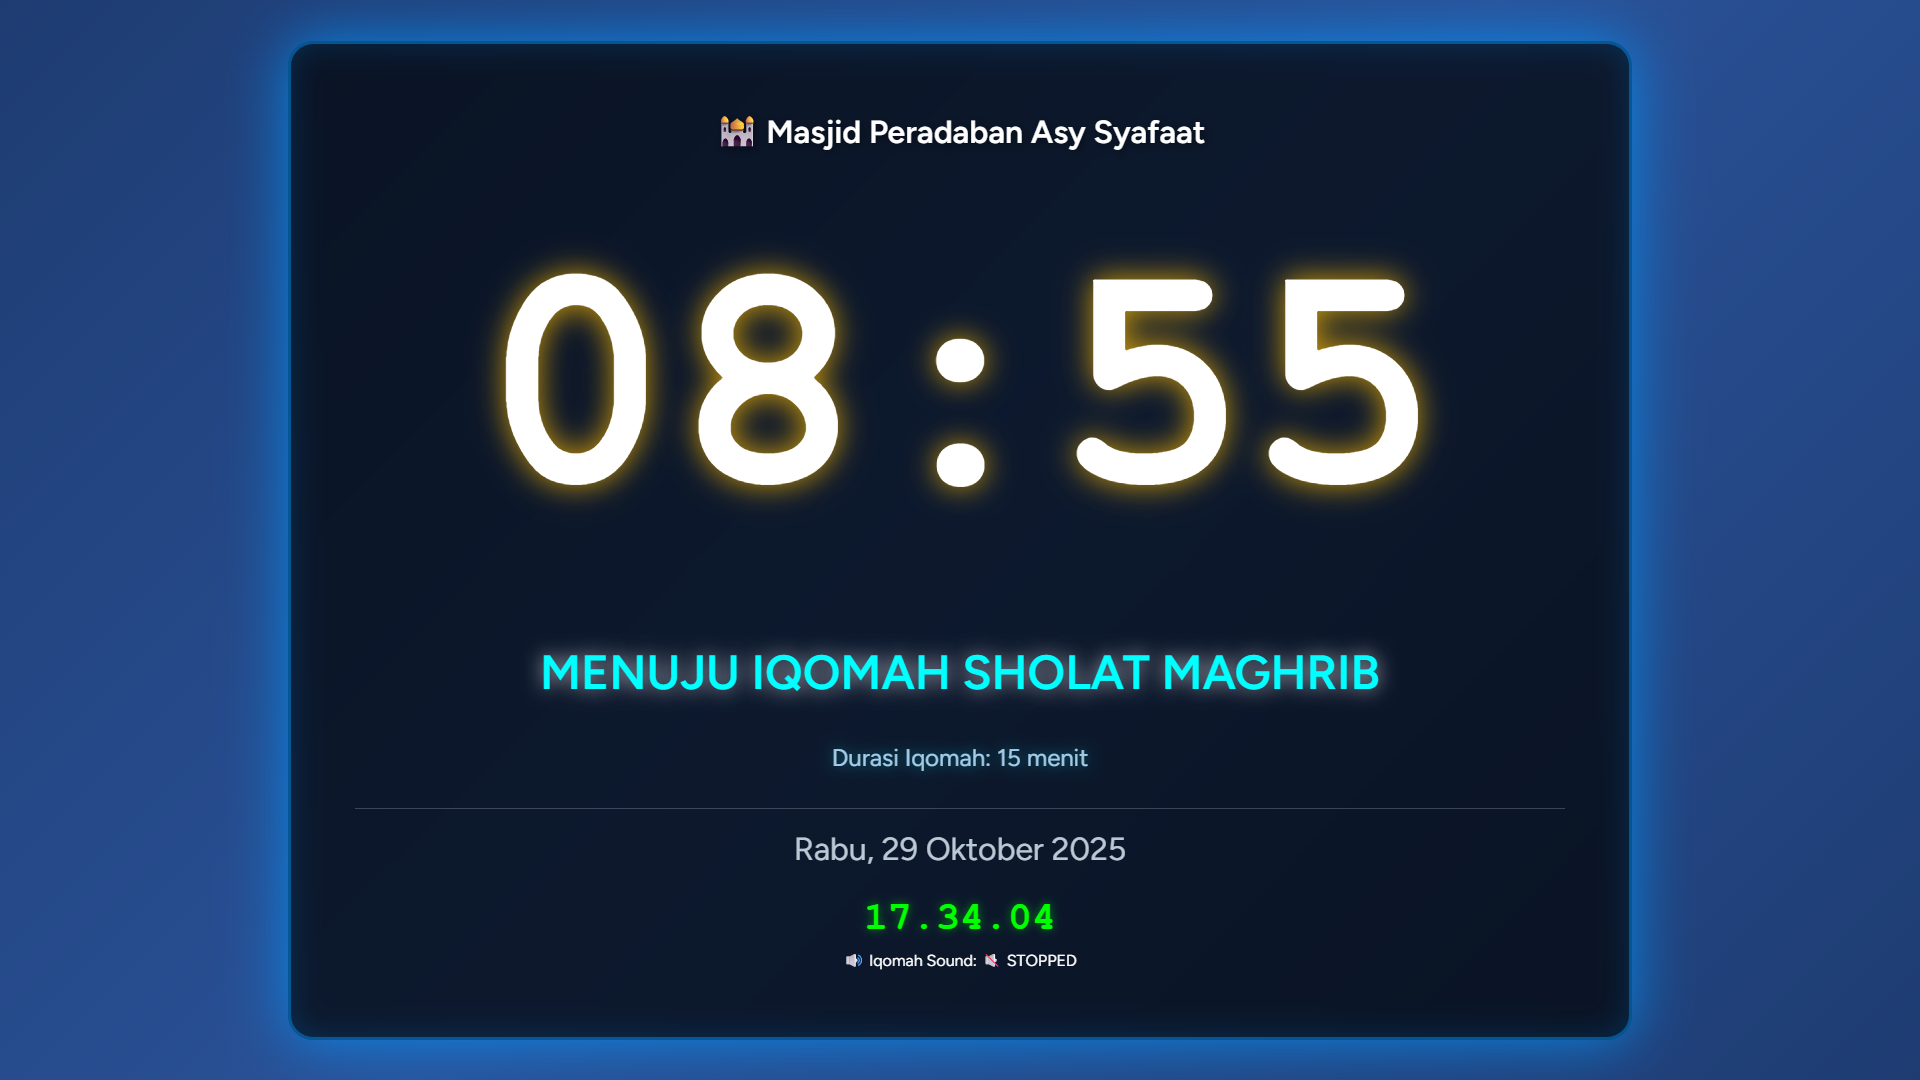 Masjid Peradaban Asy Syafaat
08:55
MENUJU IQOMAH SHOLAT MAGHRIB
Durasi Iqomah: 15 menit
Rabu, 29 Oktober 2025
17.34.04
Iqomah Sound: STOPPED